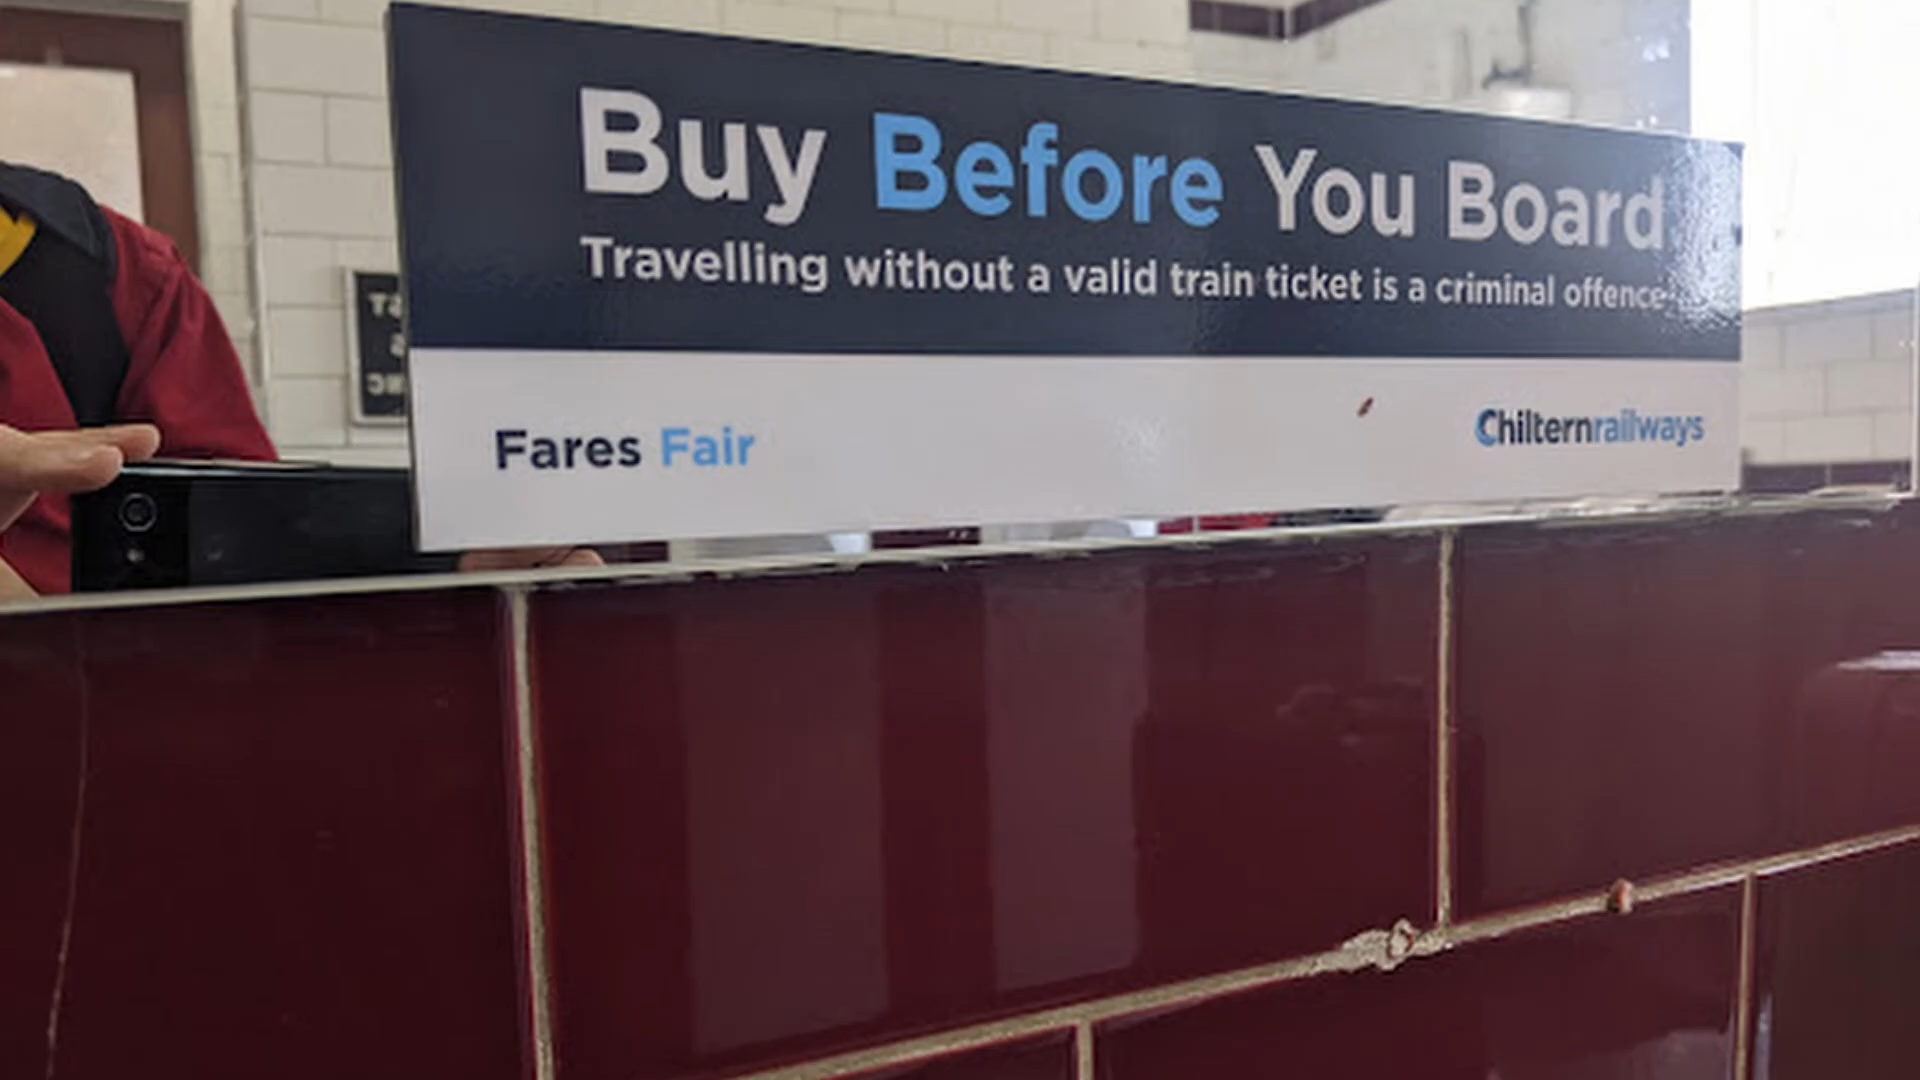 Buy Before You Board
Travelling without a valid train ticket is a criminal offence.
Fares Fair
Chilternrailways